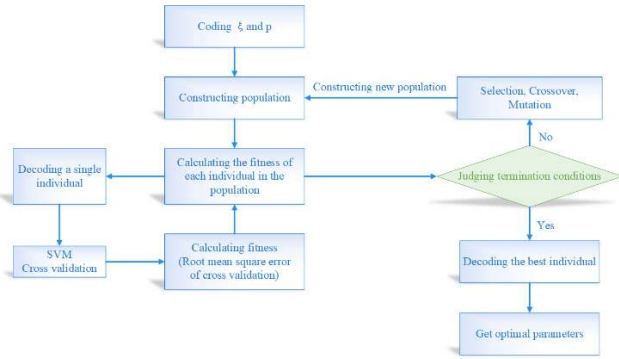 Coding ξ and p
Constructing population
Constructing new population
Selection, Crossover,
Mutation
No
Decoding a single
individual
Calculating the fitness of
each individual in the
population
Judging termination conditions
Yes
SVM
Cross validation
Calculating fitness
(Root mean square error
of cross validation)
Decoding the best individual
Get optimal parameters